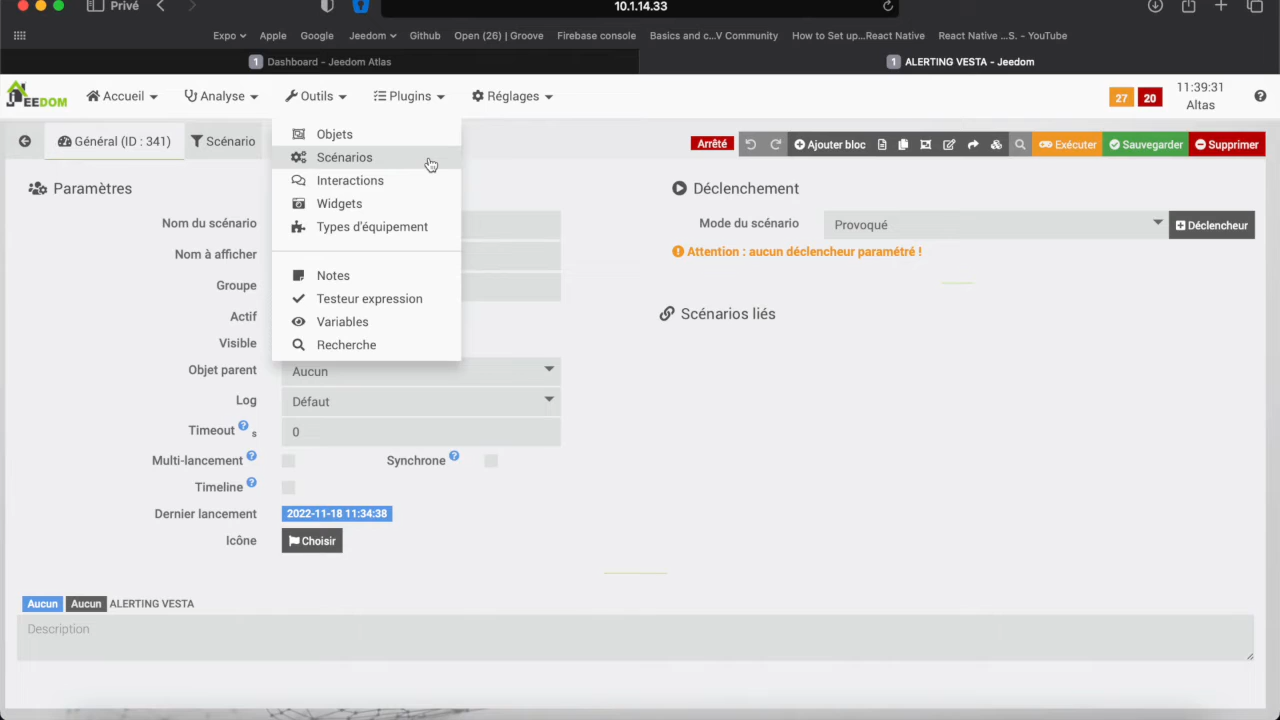 Privé
10.1.14.33
Expo Apple Google Jeedom Github Open (26) | Groove Firebase console Basics and c...V Community How to Set up...React Native React Native ...S. - YouTube
1 Dashboard - Jeedom Atlas
1 ALERTING VESTA - Jeedom
JEEDOM Accueil Analyse Outils Plugins Réglages 27 20 11:39:31
Altas
Général (ID : 341) Scénario
Arrêté Ajouter bloc Exécuter Sauvegarder Supprimer
Objets
Scénarios
Interactions
Widgets
Types d'équipement
Notes
Testeur expression
Variables
Recherche
Paramètres
Nom du scénario
Nom à afficher
Groupe
Actif
Visible
Objet parent Aucun
Log Défaut
Timeout ? s 0
Multi-lancement ? Synchrone ?
Timeline ?
Dernier lancement 2022-11-18 11:34:38
Icône Choisir
Déclenchement
Mode du scénario Provoqué Déclencheur
Attention : aucun déclencheur paramétré !
Scénarios liés
Aucun Aucun ALERTING VESTA
Description